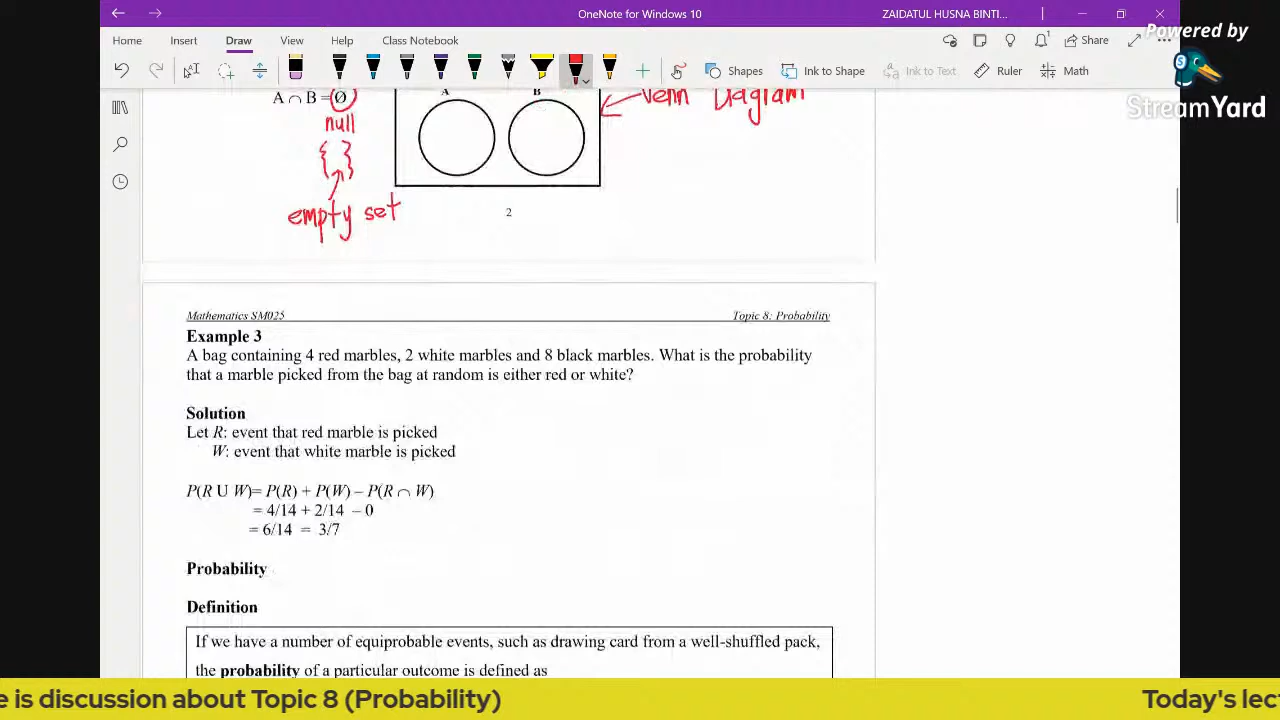 OneNote for Windows 10
ZAIDATUL HUSNA BINTI...
Powered by
StreamYard
Home Insert Draw View Help Class Notebook
Share
Shapes
Ink to Shape
Ink to Text
Ruler
Math
A ∩ B = Ø
A B
Venn Diagram
null
{ }
empty set
2
Mathematics SM025 Topic 8: Probability
Example 3
A bag containing 4 red marbles, 2 white marbles and 8 black marbles. What is the probability
that a marble picked from the bag at random is either red or white?
Solution
Let R: event that red marble is picked
W: event that white marble is picked
P(R U W)= P(R) + P(W) – P(R ∩ W)
= 4/14 + 2/14 – 0
= 6/14 = 3/7
Probability
Definition
If we have a number of equiprobable events, such as drawing card from a well-shuffled pack,
the probability of a particular outcome is defined as
e is discussion about Topic 8 (Probability) Today's lect